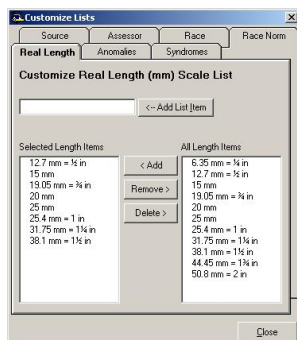 Customize Lists
Source
Assessor
Race
Race Norm
Real Length
Anomalies
Syndromes
Customize Real Length (mm) Scale List
<-- Add List Item
Selected Length Items
12.7 mm = ½ in
15 mm
19.05 mm = ¾ in
20 mm
25 mm
25.4 mm = 1 in
31.75 mm = 1¼ in
38.1 mm = 1½ in
< Add
Remove >
Delete >
All Length Items
6.35 mm = ¼ in
12.7 mm = ½ in
15 mm
19.05 mm = ¾ in
20 mm
25 mm
25.4 mm = 1 in
31.75 mm = 1¼ in
38.1 mm = 1½ in
44.45 mm = 1¾ in
50.8 mm = 2 in
Close